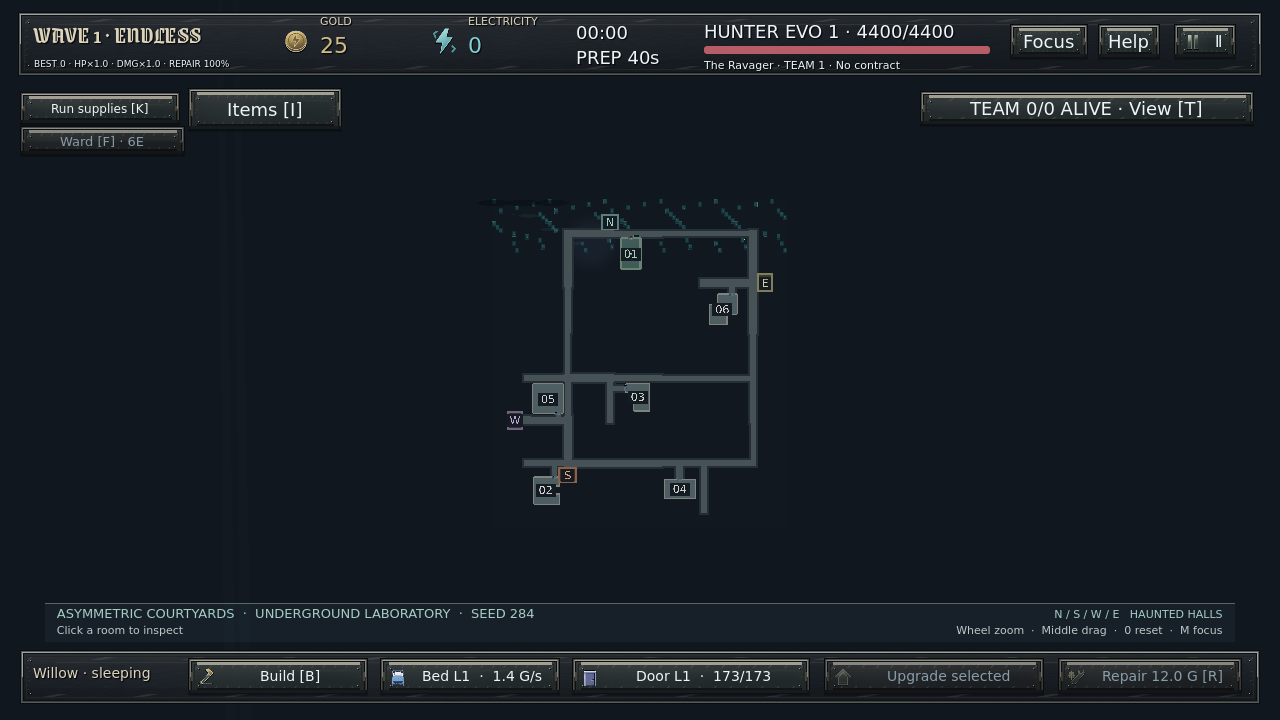 WAVE 1 · ENDLESS
BEST 0 · HP×1.0 · DMG×1.0 · REPAIR 100%
GOLD
25
ELECTRICITY
0
00:00
PREP 40s
HUNTER EVO 1 · 4400/4400
The Ravager · TEAM 1 · No contract
Focus
Help
II
Run supplies [K]
Items [I]
Ward [F] · 6E
TEAM 0/0 ALIVE · View [T]
N
01
E
06
05
03
W
S
02
04
ASYMMETRIC COURTYARDS · UNDERGROUND LABORATORY · SEED 284
Click a room to inspect
N / S / W / E HAUNTED HALLS
Wheel zoom · Middle drag · 0 reset · M focus
Willow · sleeping
Build [B]
Bed L1 · 1.4 G/s
Door L1 · 173/173
Upgrade selected
Repair 12.0 G [R]